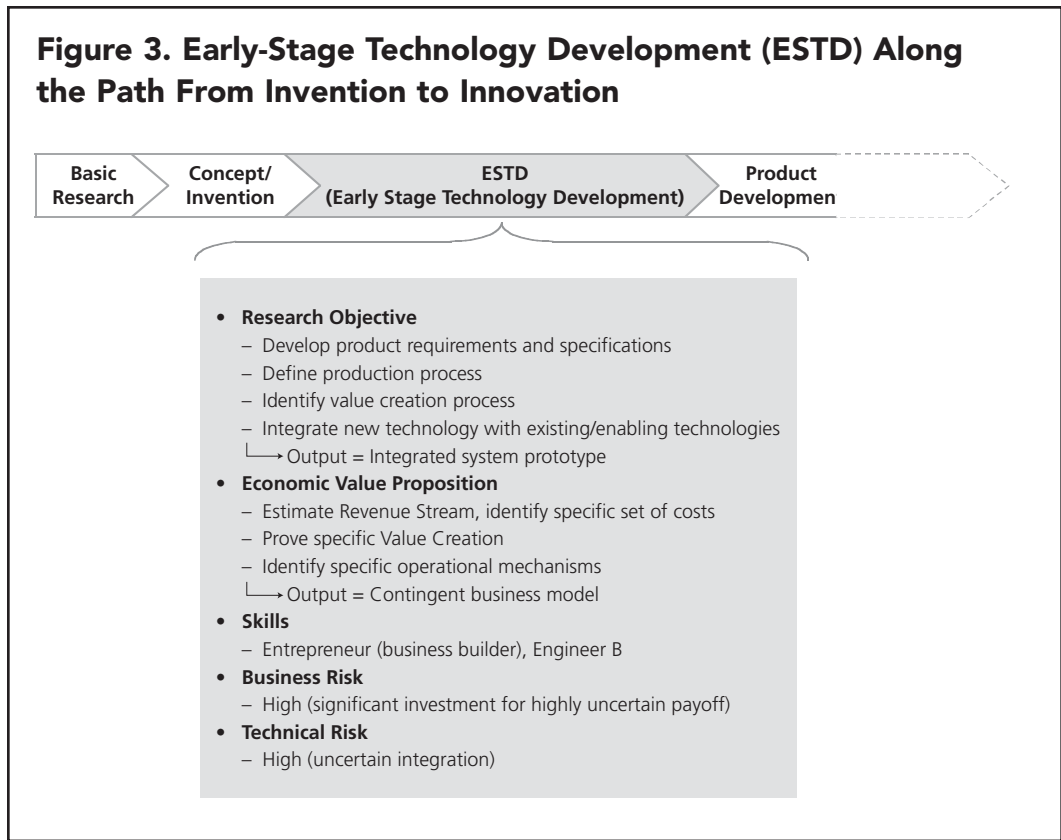 Figure 3. Early-Stage Technology Development (ESTD) Along
the Path From Invention to Innovation
Basic
Research
Concept/
Invention
ESTD
(Early Stage Technology Development)
Product
Developmen
• Research Objective
– Develop product requirements and specifications
– Define production process
– Identify value creation process
– Integrate new technology with existing/enabling technologies
Output = Integrated system prototype
• Economic Value Proposition
– Estimate Revenue Stream, identify specific set of costs
– Prove specific Value Creation
– Identify specific operational mechanisms
Output = Contingent business model
• Skills
– Entrepreneur (business builder), Engineer B
• Business Risk
– High (significant investment for highly uncertain payoff)
• Technical Risk
– High (uncertain integration)